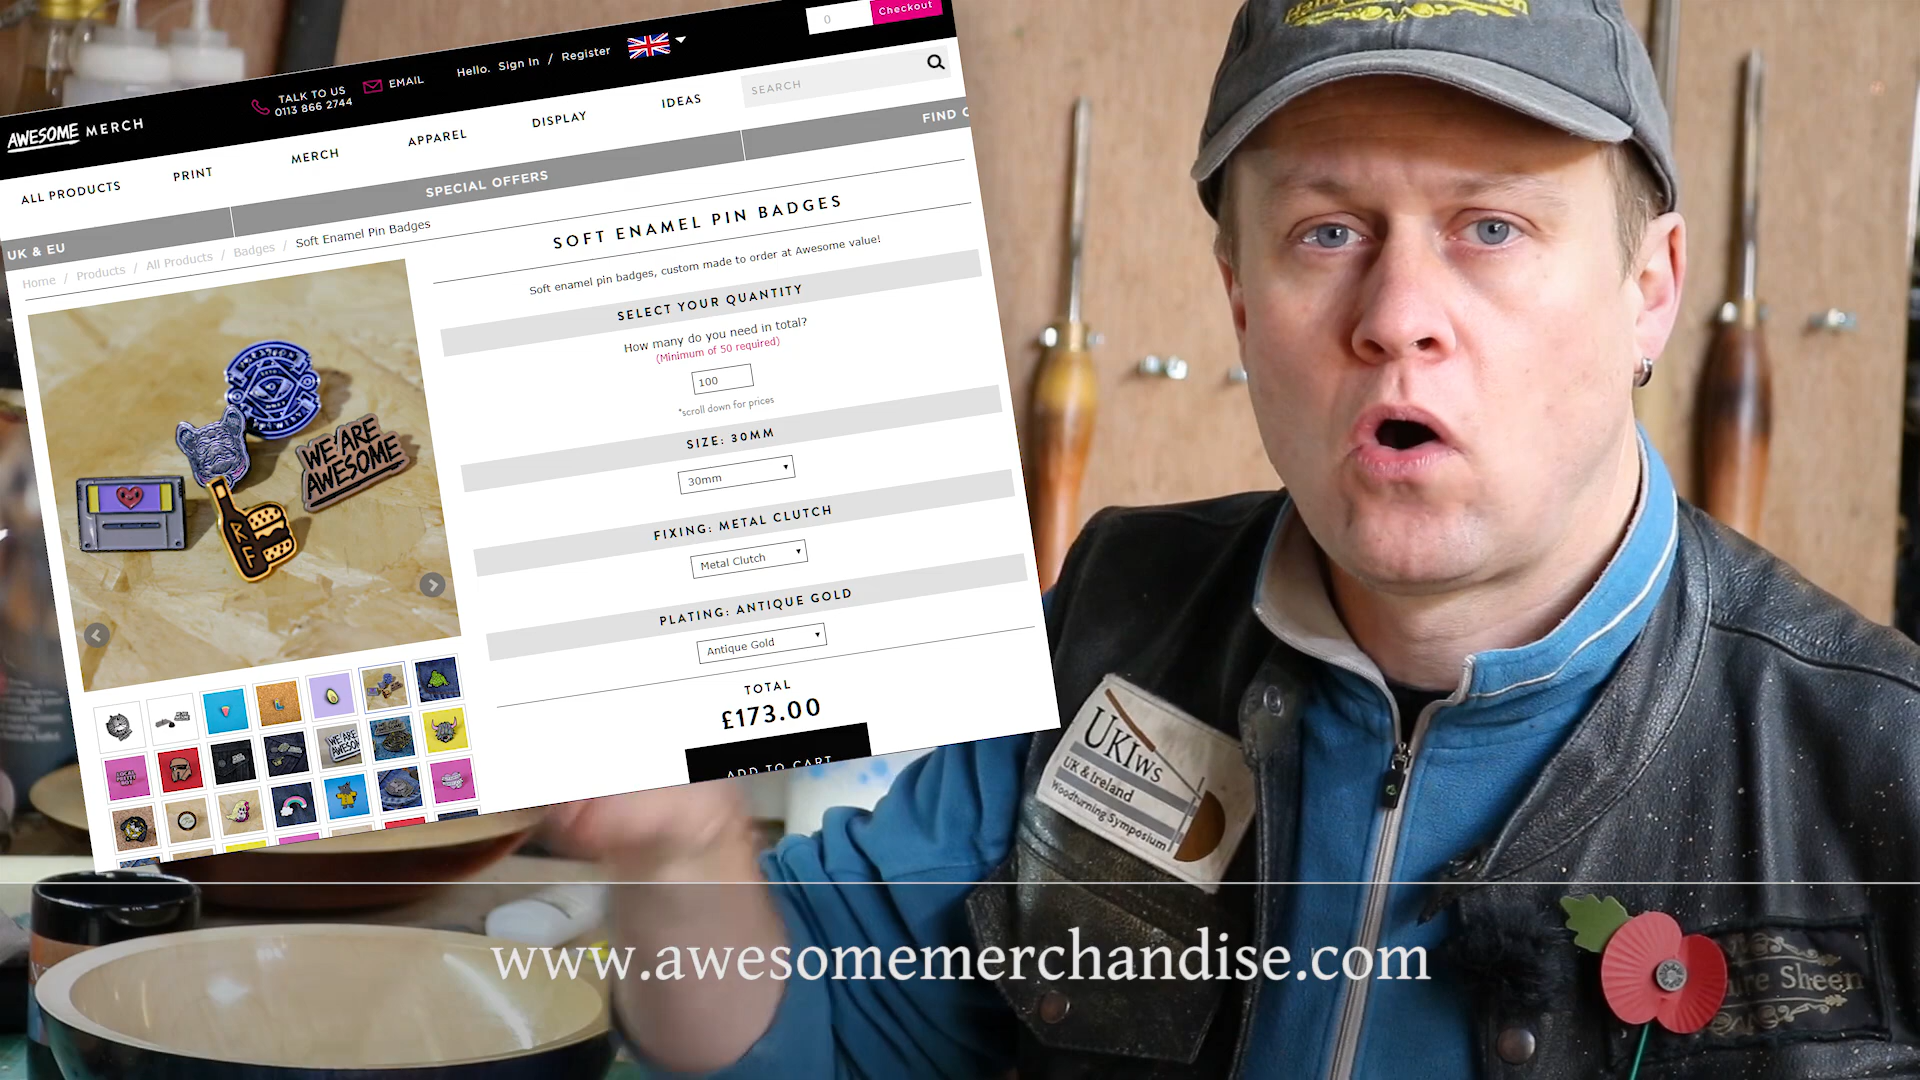 0
Checkout
Hello. Sign In / Register
TALK TO US
0113 866 2744
EMAIL
AWESOME MERCH
SEARCH
ALL PRODUCTS
PRINT
MERCH
APPAREL
DISPLAY
IDEAS
UK & EU
SPECIAL OFFERS
FIND
Home / Products / All Products / Badges / Soft Enamel Pin Badges
SOFT ENAMEL PIN BADGES
Soft enamel pin badges, custom made to order at Awesome value!
SELECT YOUR QUANTITY
How many do you need in total?
(Minimum of 50 required)
100
*scroll down for prices
SIZE: 30MM
30mm
FIXING: METAL CLUTCH
Metal Clutch
PLATING: ANTIQUE GOLD
Antique Gold
TOTAL
£173.00
ADD TO CART
WE ARE
AWESOME
R
F
UKIWS
UK & Ireland
Woodturning Symposium
Sheen
www.awesomemerchandise.com